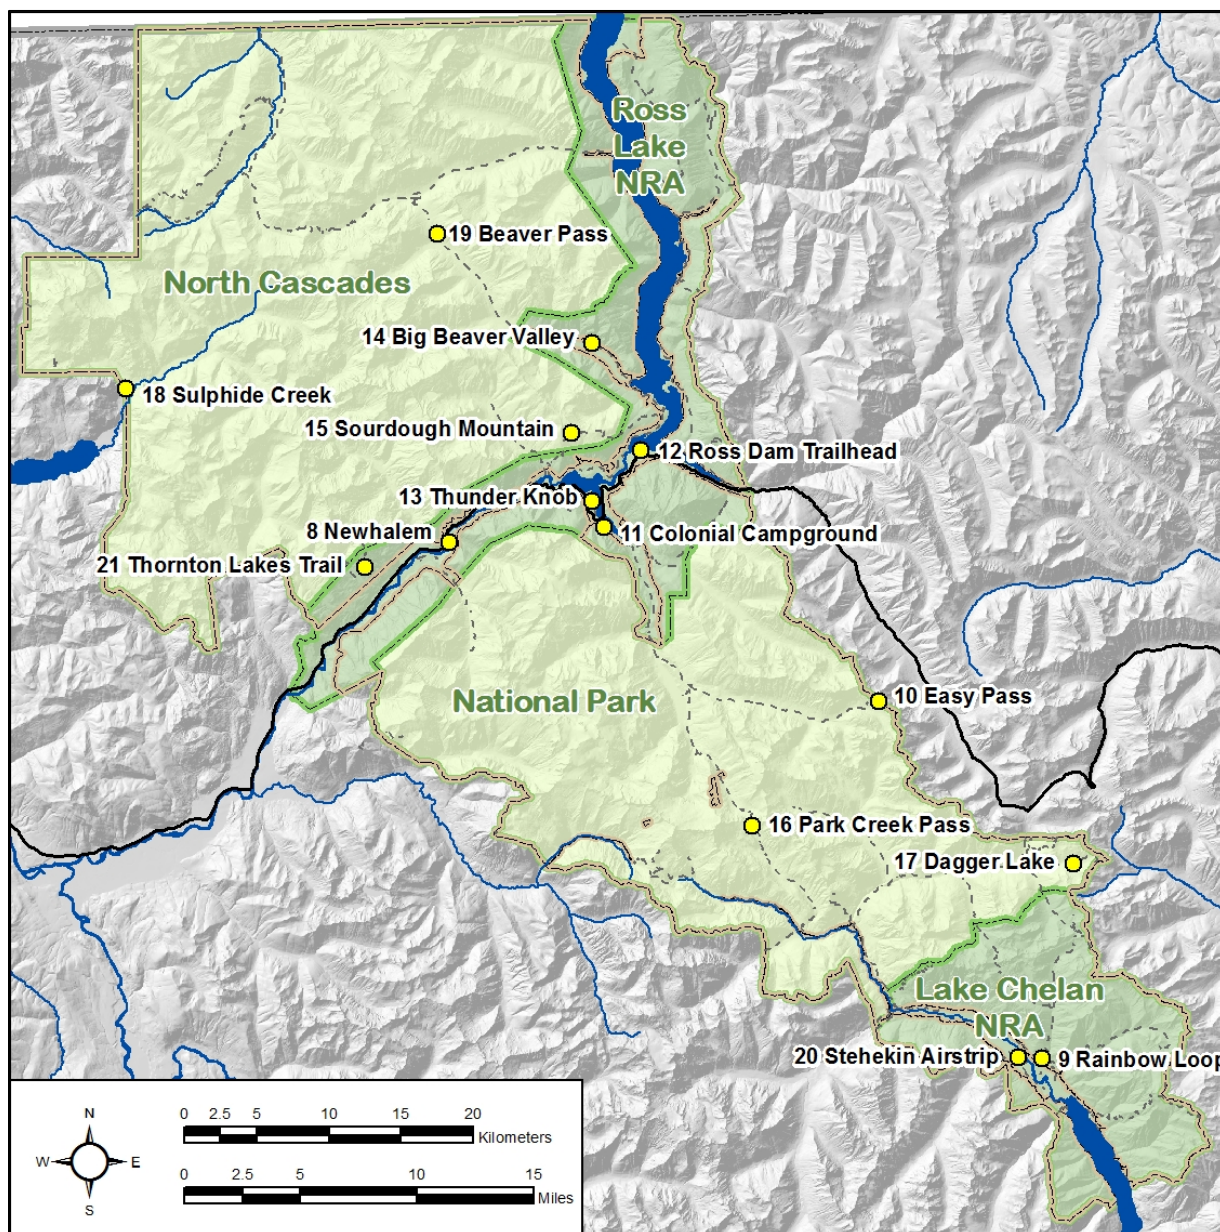 Ross
Lake
NRA
19 Beaver Pass
North Cascades
14 Big Beaver Valley
18 Sulphide Creek
15 Sourdough Mountain
12 Ross Dam Trailhead
13 Thunder Knob
8 Newhalem
11 Colonial Campground
21 Thornton Lakes Trail
National Park
10 Easy Pass
16 Park Creek Pass
17 Dagger Lake
Lake Chelan
NRA
20 Stehekin Airstrip
9 Rainbow Loop
N
W
E
S
0 2.5 5 10 15 20
Kilometers
0 2.5 5 10 15
Miles